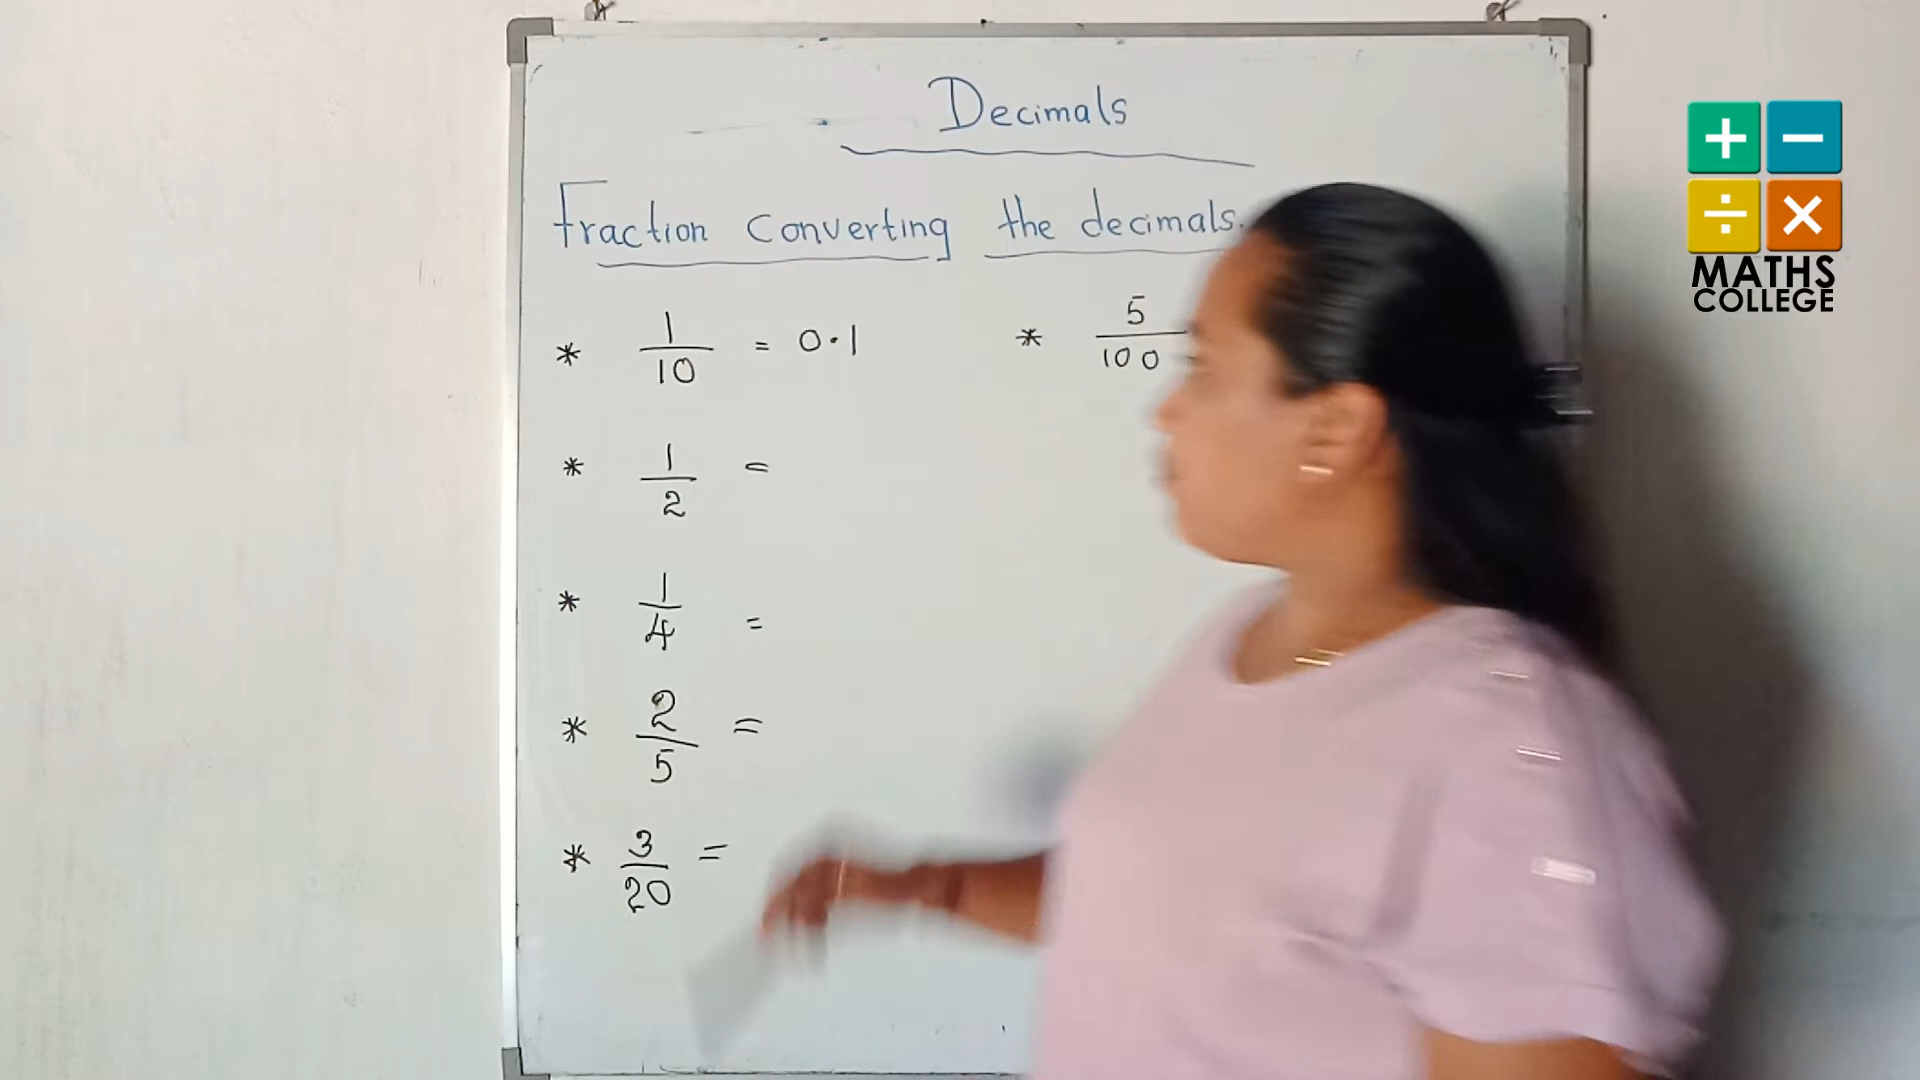 Decimals
Fraction converting the decimals.
* 1/10 = 0.1
* 5/100
* 1/2 =
* 1/4 =
* 2/5 =
* 3/20 =
+ −
÷ ×
MATHS
COLLEGE